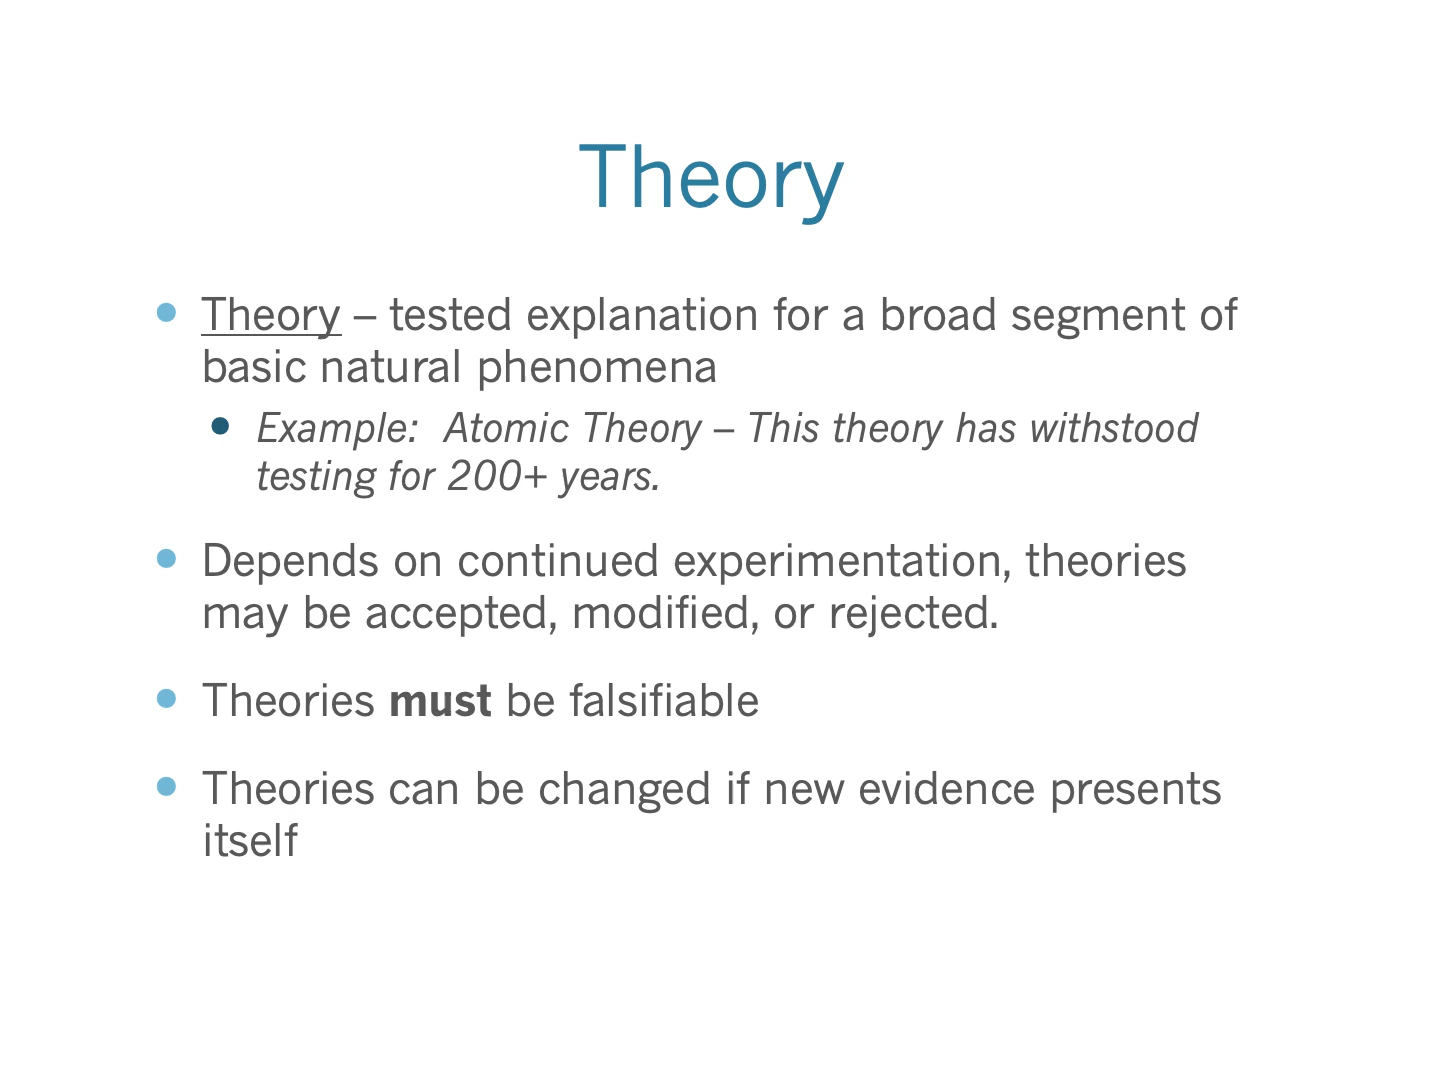 Theory
Theory – tested explanation for a broad segment of
basic natural phenomena
Example:  Atomic Theory – This theory has withstood
testing for 200+ years.
Depends on continued experimentation, theories
may be accepted, modified, or rejected.
Theories must be falsifiable
Theories can be changed if new evidence presents
itself